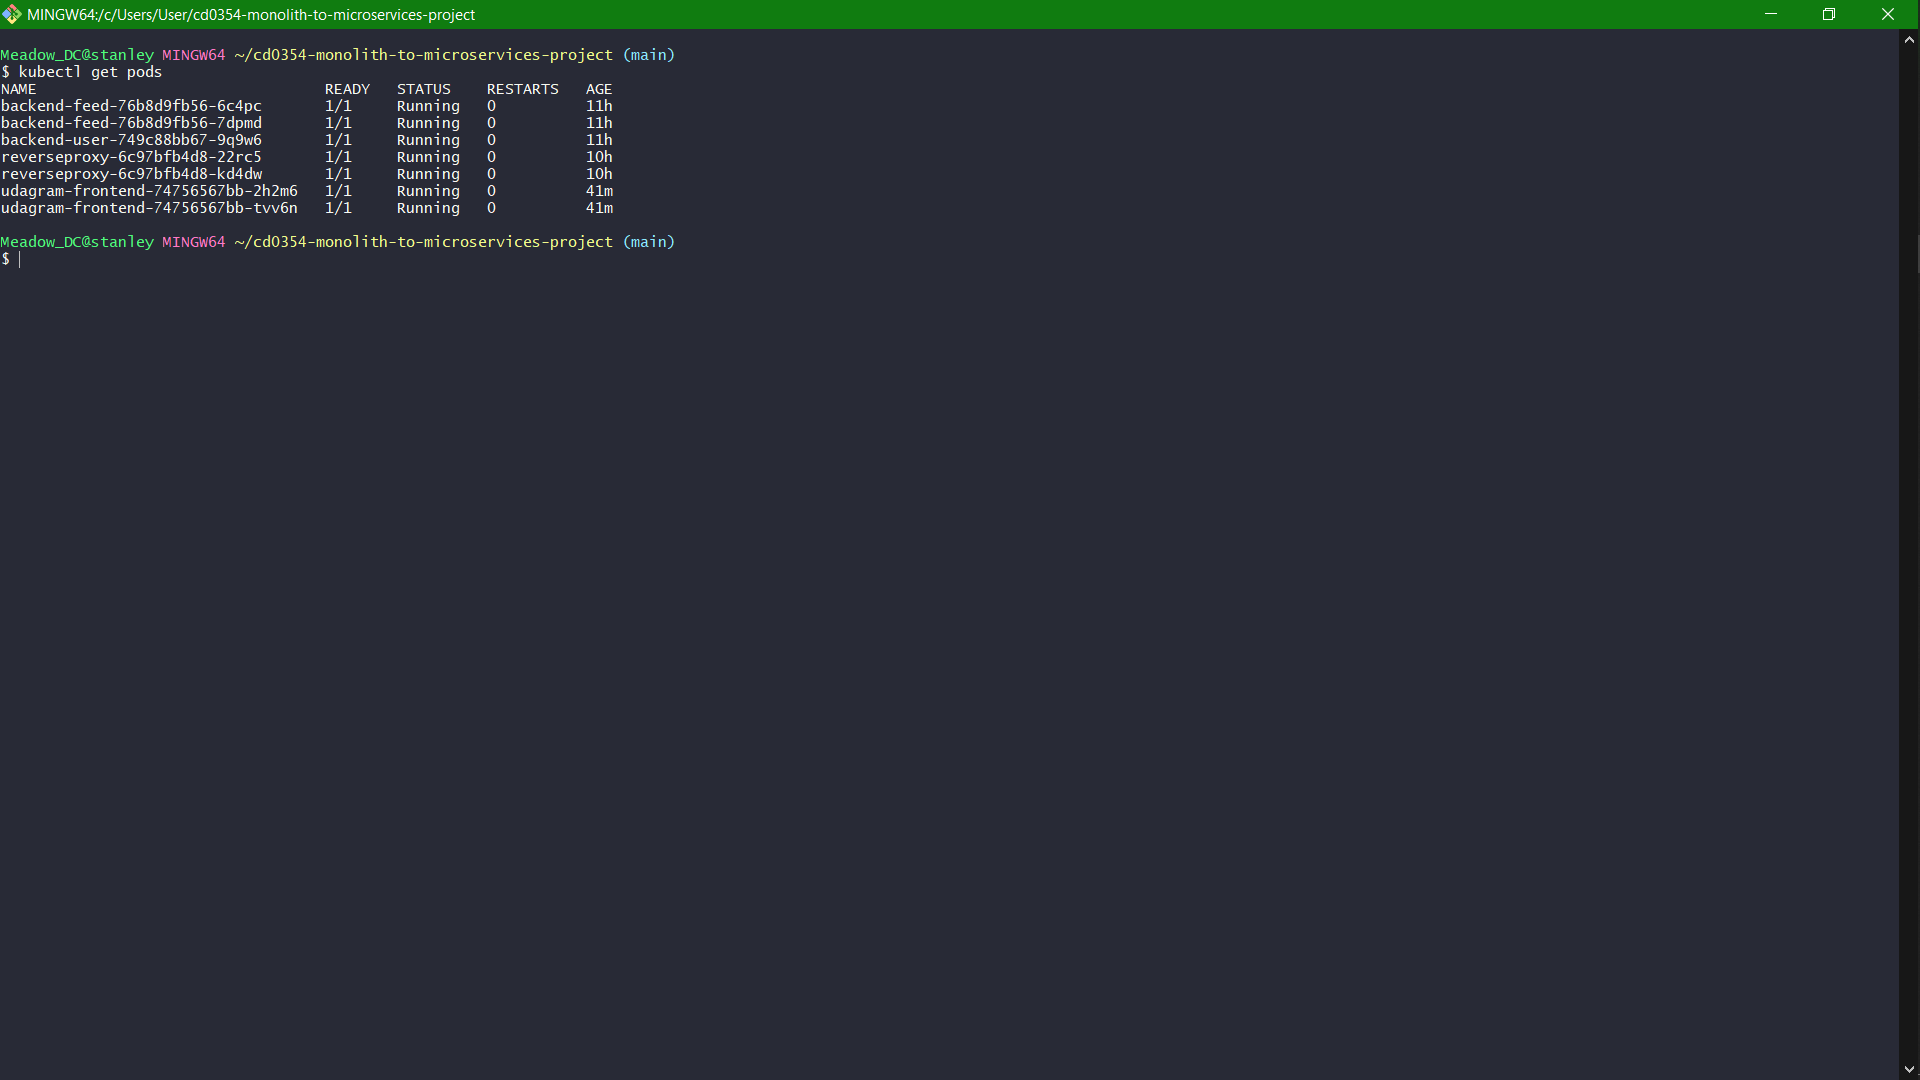 MINGW64:/c/Users/User/cd0354-monolith-to-microservices-project
Meadow_DC@stanley MINGW64 ~/cd0354-monolith-to-microservices-project (main)
$ kubectl get pods
NAME                                READY   STATUS    RESTARTS   AGE
backend-feed-76b8d9fb56-6c4pc       1/1     Running   0          11h
backend-feed-76b8d9fb56-7dpmd       1/1     Running   0          11h
backend-user-749c88bb67-9q9w6       1/1     Running   0          11h
reverseproxy-6c97bfb4d8-22rc5       1/1     Running   0          10h
reverseproxy-6c97bfb4d8-kd4dw       1/1     Running   0          10h
udagram-frontend-74756567bb-2h2m6   1/1     Running   0          41m
udagram-frontend-74756567bb-tvv6n   1/1     Running   0          41m
Meadow_DC@stanley MINGW64 ~/cd0354-monolith-to-microservices-project (main)
$